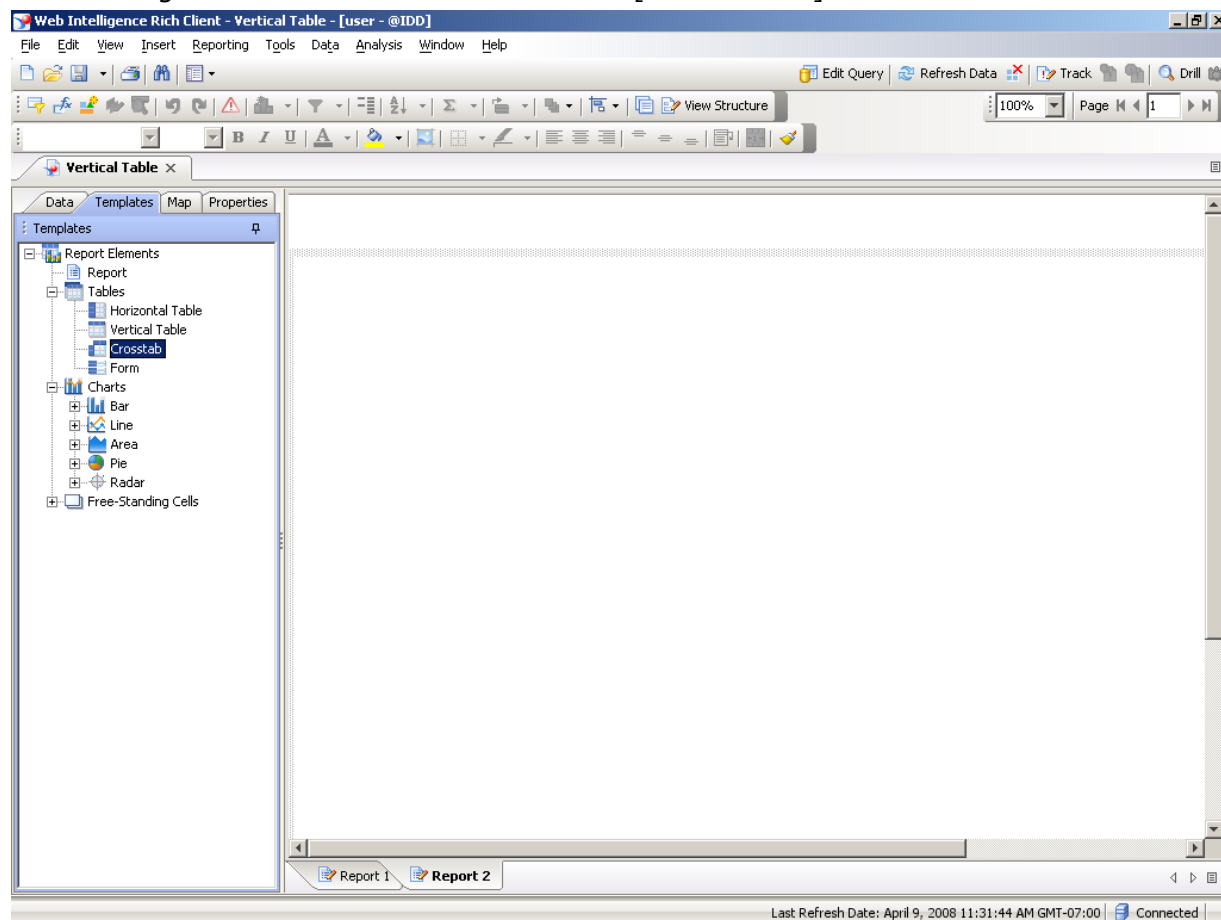 Web Intelligence Rich Client - Vertical Table - [user - @IDD]
File Edit View Insert Reporting Tools Data Analysis Window Help
Edit Query Refresh Data Track Drill
View Structure 100% Page 1
B I U A
Vertical Table
Data Templates Map Properties
Templates
Report Elements
Report
Tables
Horizontal Table
Vertical Table
Crosstab
Form
Charts
Bar
Line
Area
Pie
Radar
Free-Standing Cells
Report 1 Report 2
Last Refresh Date: April 9, 2008 11:31:44 AM GMT-07:00 Connected